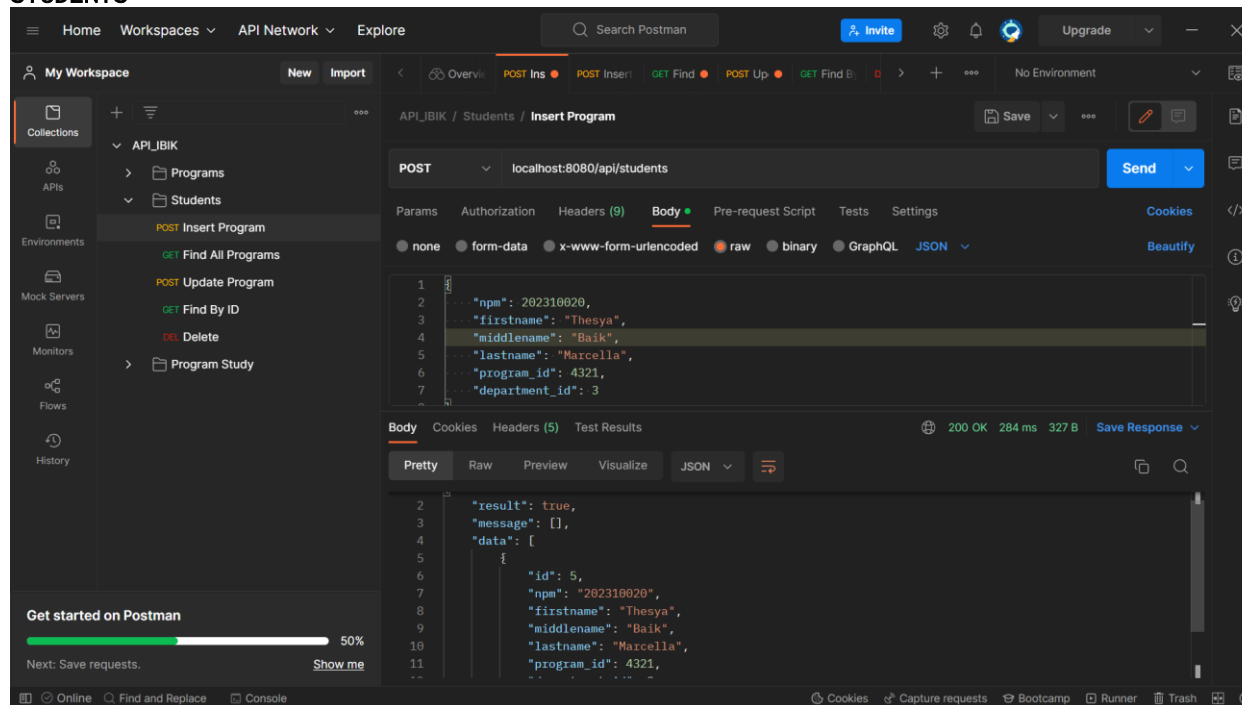 STUDENTS
Home Workspaces API Network Explore Search Postman Invite Upgrade
My Workspace New Import Overvie POST Ins POST Insert GET Find POST Up GET Find B No Environment
Collections
API_IBIK / Students / Insert Program Save
API_IBIK
Programs
POST localhost:8080/api/students Send
APIs
Students
Params Authorization Headers (9) Body Pre-request Script Tests Settings Cookies
POST Insert Program
Environments
none form-data x-www-form-urlencoded raw binary GraphQL JSON Beautify
GET Find All Programs
POST Update Program
Mock Servers
GET Find By ID
DEL Delete
Monitors
Program Study
Flows
History
1 {
2 "npm": 202310020,
3 "firstname": "Thesya",
4 "middlename": "Baik",
5 "lastname": "Marcella",
6 "program_id": 4321,
7 "department_id": 3
Body Cookies Headers (5) Test Results 200 OK 284 ms 327 B Save Response
Pretty Raw Preview Visualize JSON
2 "result": true,
3 "message": [],
4 "data": [
5 {
6 "id": 5,
7 "npm": "202310020",
8 "firstname": "Thesya",
9 "middlename": "Baik",
10 "lastname": "Marcella",
11 "program_id": 4321,
Get started on Postman
50%
Next: Save requests. Show me
Online Find and Replace Console Cookies Capture requests Bootcamp Runner Trash